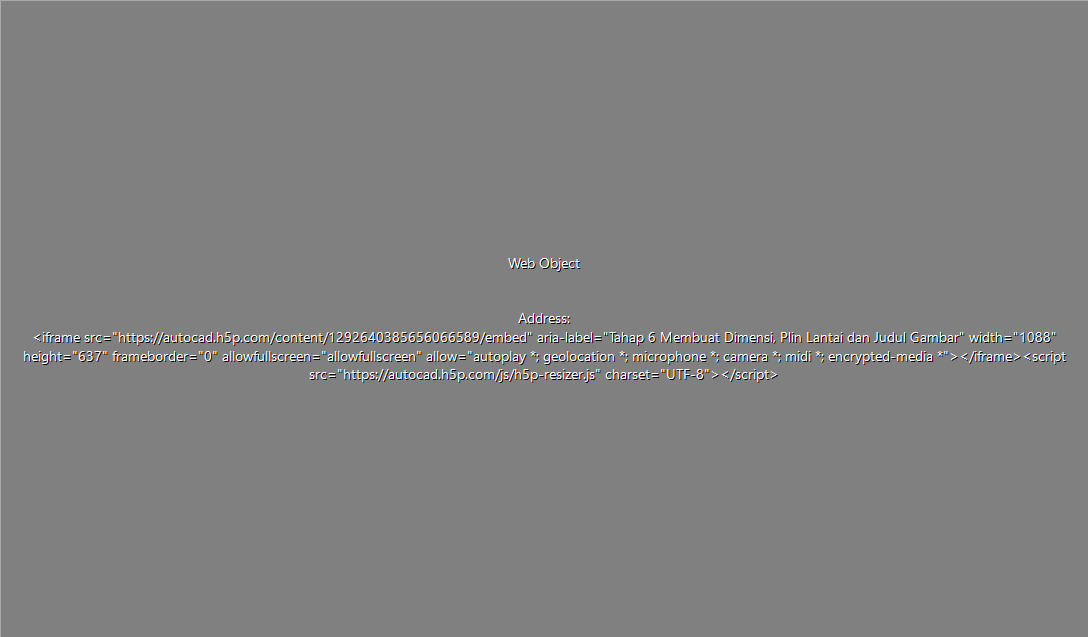 Web Object
Address:
<iframe src="https://autocad.h5p.com/content/1292640385656066589/embed" aria-label="Tahap 6 Membuat Dimensi, Plin Lantai dan Judul Gambar" width="1088"
height="637" frameborder="0" allowfullscreen="allowfullscreen" allow="autoplay *; geolocation *; microphone *; camera *; midi *; encrypted-media *"></iframe><script
src="https://autocad.h5p.com/js/h5p-resizer.js" charset="UTF-8"></script>